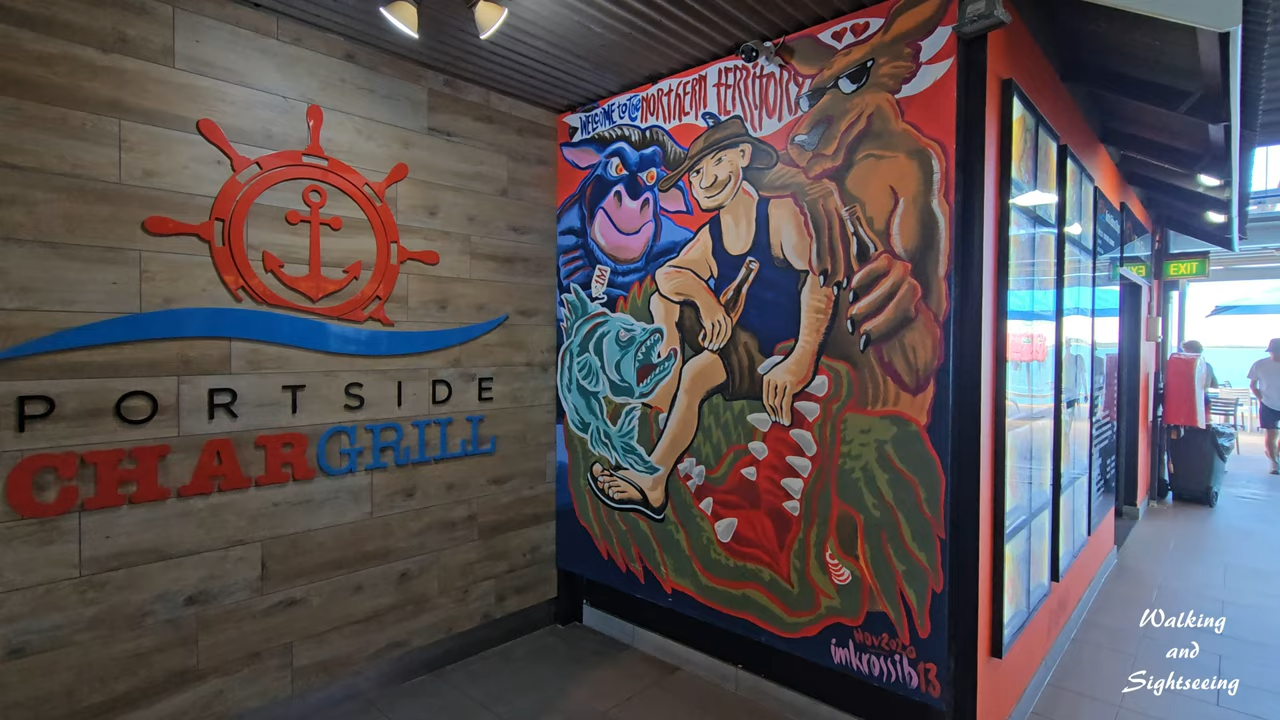 PORTSIDE
CHARGRILL
WELCOME TO THE NORTHERN TERRITORY
Nov 2020
imkrossib13
EXIT
Walking
and
Sightseeing